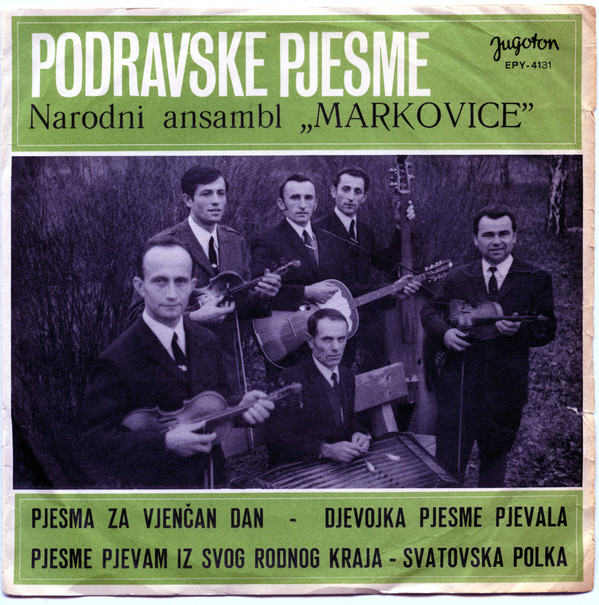 PODRAVSKE PJESME
Jugoton
EPY-4131
Narodni ansambl „MARKOVICE”
PJESMA ZA VJENČAN DAN - DJEVOJKA PJESME PJEVALA
PJESME PJEVAM IZ SVOG RODNOG KRAJA - SVATOVSKA POLKA